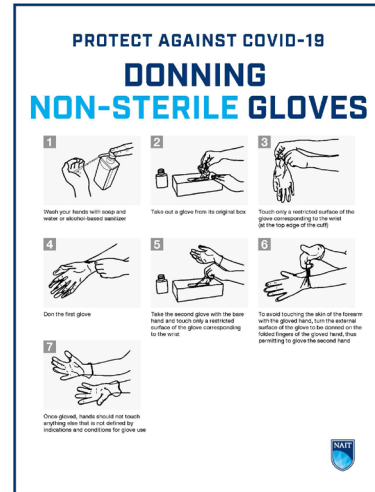 PROTECT AGAINST COVID-19
DONNING
NON-STERILE GLOVES
1
Wash your hands with soap and
water or alcohol-based sanitizer
2
Take out a glove from its original box
3
Touch only a restricted surface of the
glove corresponding to the wrist
(at the top edge of the cuff)
4
Don the first glove
5
Take the second glove with the bare
hand and touch only a restricted
surface of the glove corresponding
to the wrist
6
To avoid touching the skin of the forearm
with the gloved hand, turn the external
surface of the glove to be donned on the
folded fingers of the gloved hand, thus
permitting to glove the second hand
7
Once gloved, hands should not touch
anything else that is not defined by
indications and conditions for glove use
NAIT